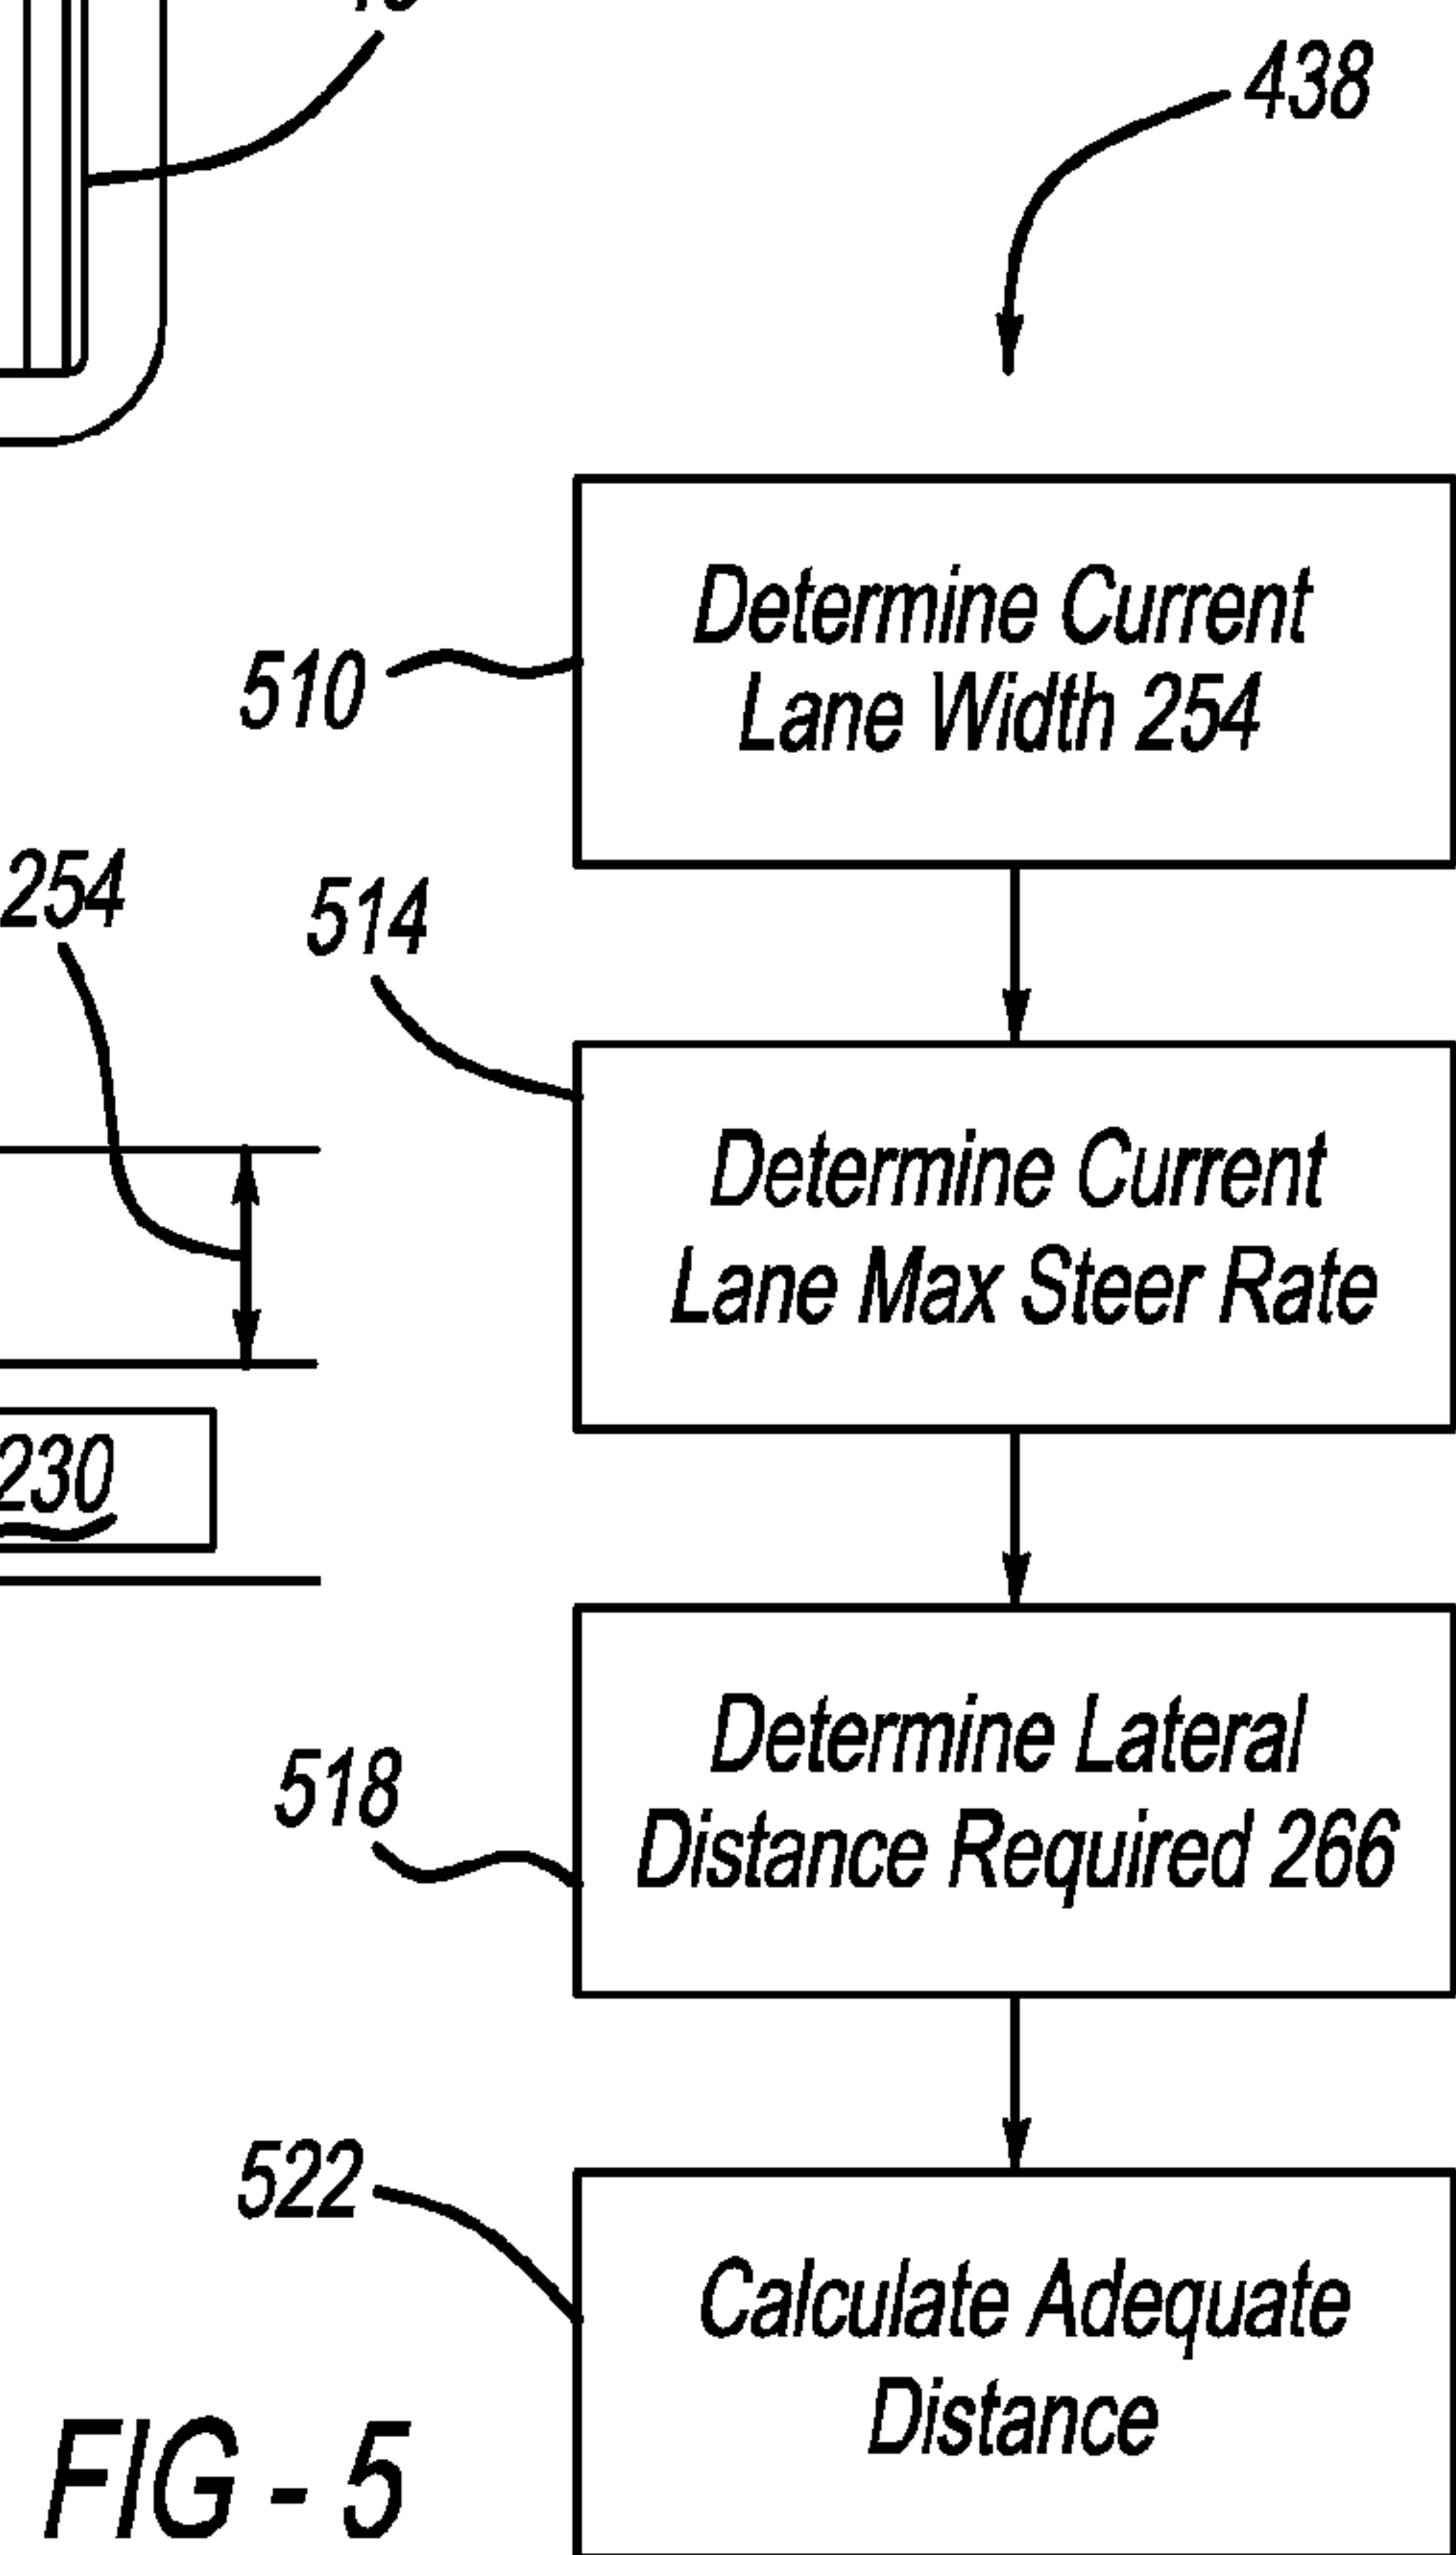 438
510
Determine Current
Lane Width 254
254
514
Determine Current
Lane Max Steer Rate
230
518
Determine Lateral
Distance Required 266
522
Calculate Adequate
Distance
FIG - 5